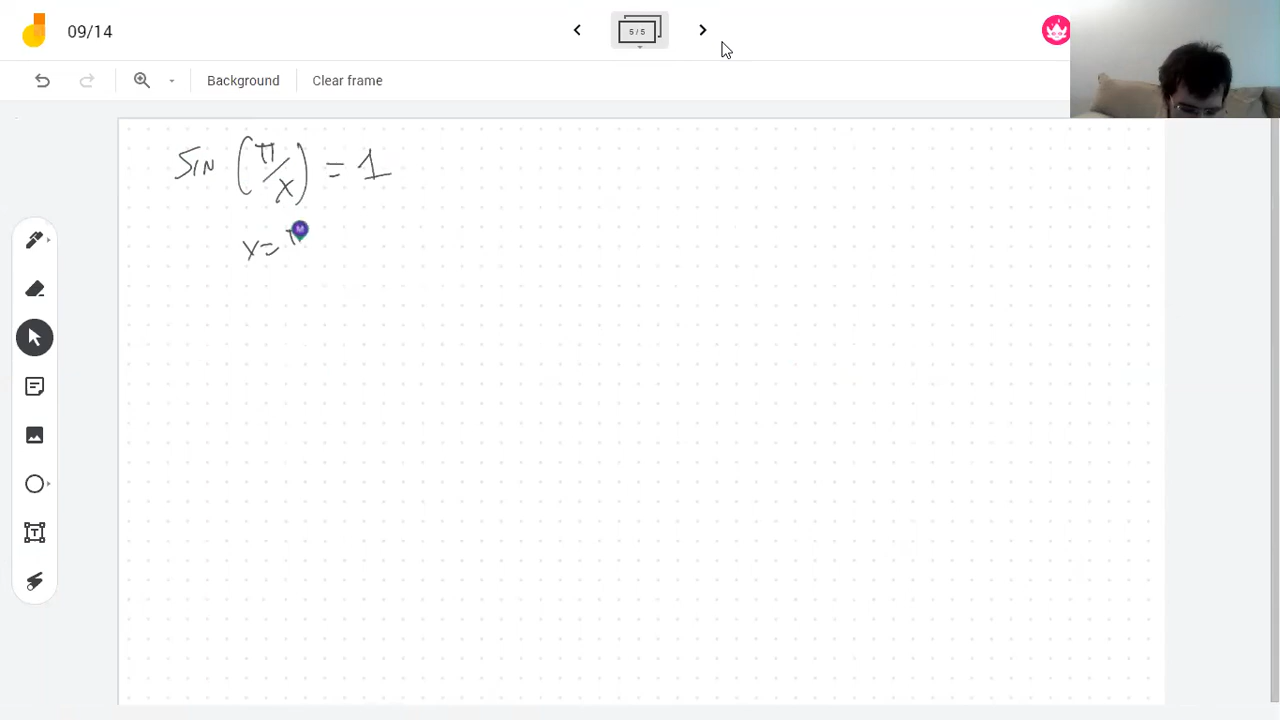 09/14
5 / 5
Background Clear frame
SIN (π/x) = 1
x = π
M
T